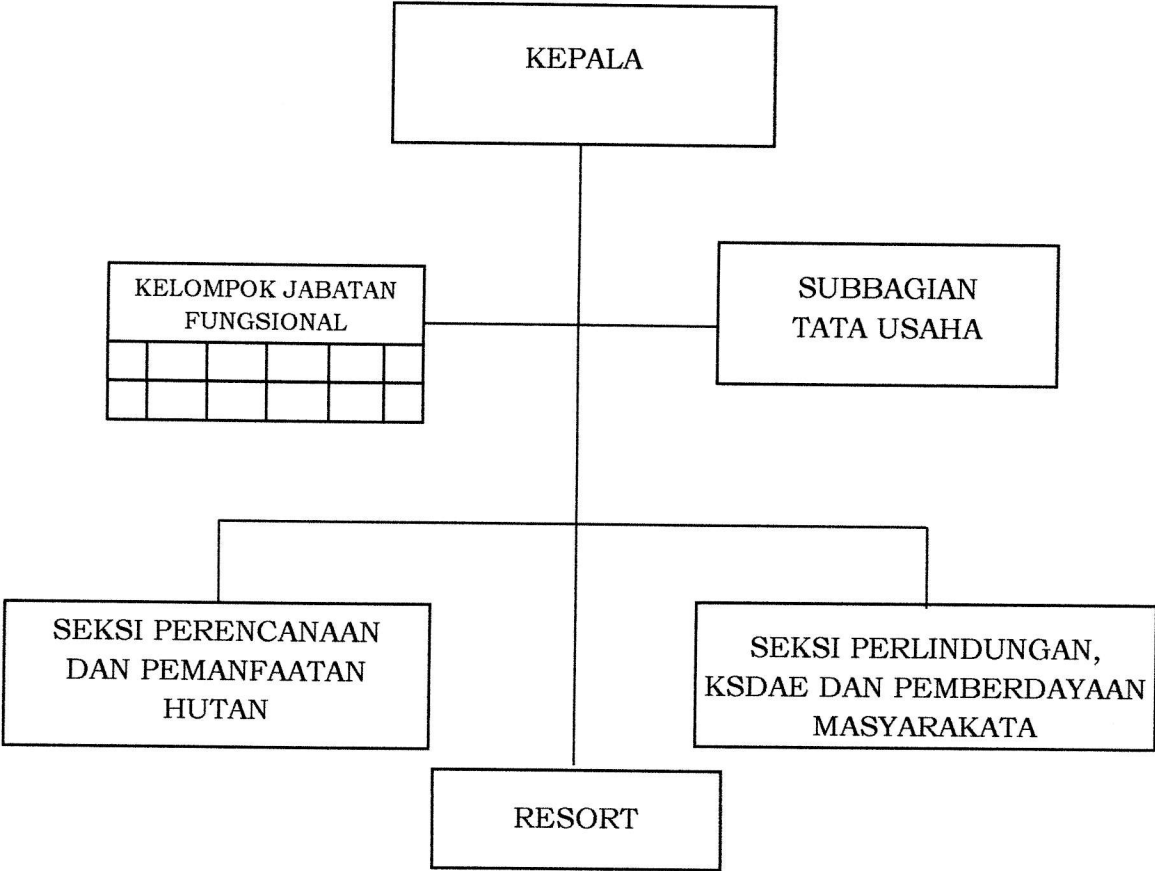 KEPALA
KELOMPOK JABATAN
FUNGSIONAL
SUBBAGIAN
TATA USAHA
SEKSI PERENCANAAN
DAN PEMANFAATAN
HUTAN
SEKSI PERLINDUNGAN,
KSDAE DAN PEMBERDAYAAN
MASYARAKATA
RESORT